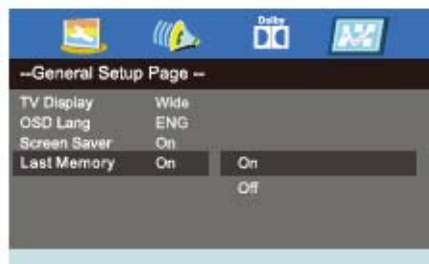 Dolby
--General Setup Page --
TV Display Wide
OSD Lang ENG
Screen Saver On
Last Memory On On
Off